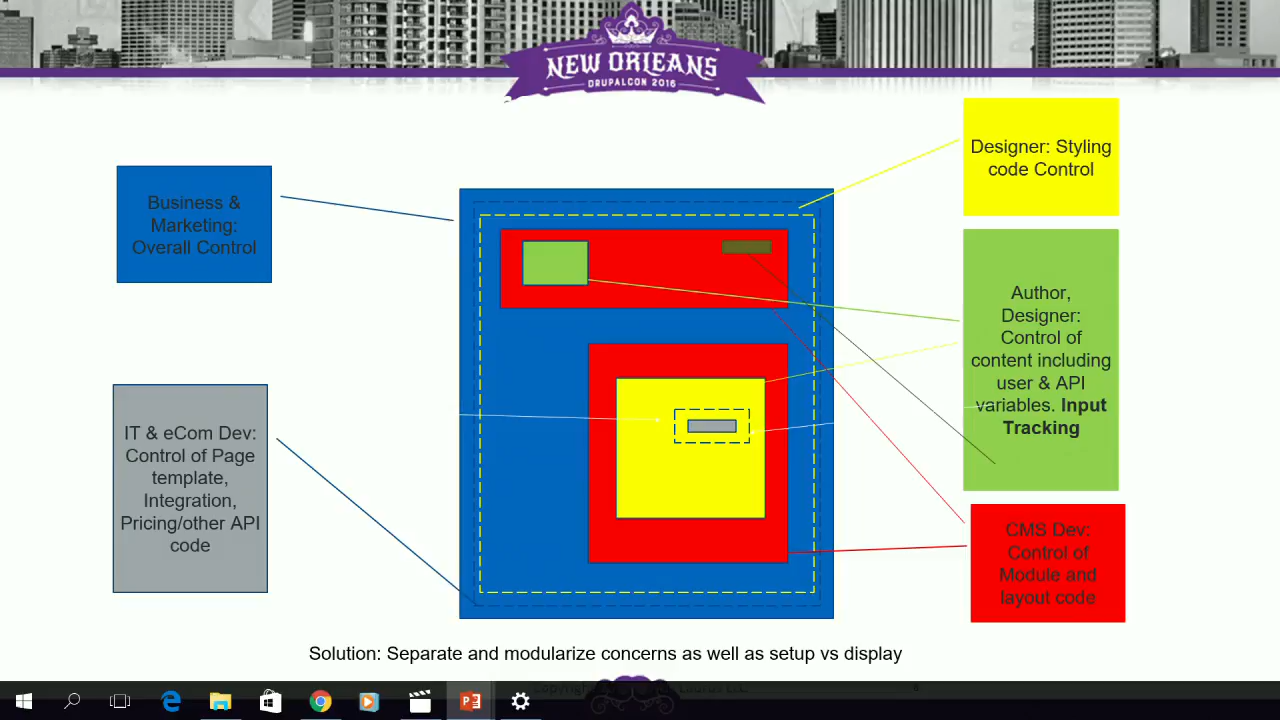 NEW ORLEANS
DRUPALCON 2016
Designer: Styling
code Control
Business &
Marketing:
Overall Control
Author,
Designer:
Control of
content including
user & API
variables. Input
Tracking
IT & eCom Dev:
Control of Page
template,
Integration,
Pricing/other API
code
CMS Dev:
Control of
Module and
layout code
Solution: Separate and modularize concerns as well as setup vs display